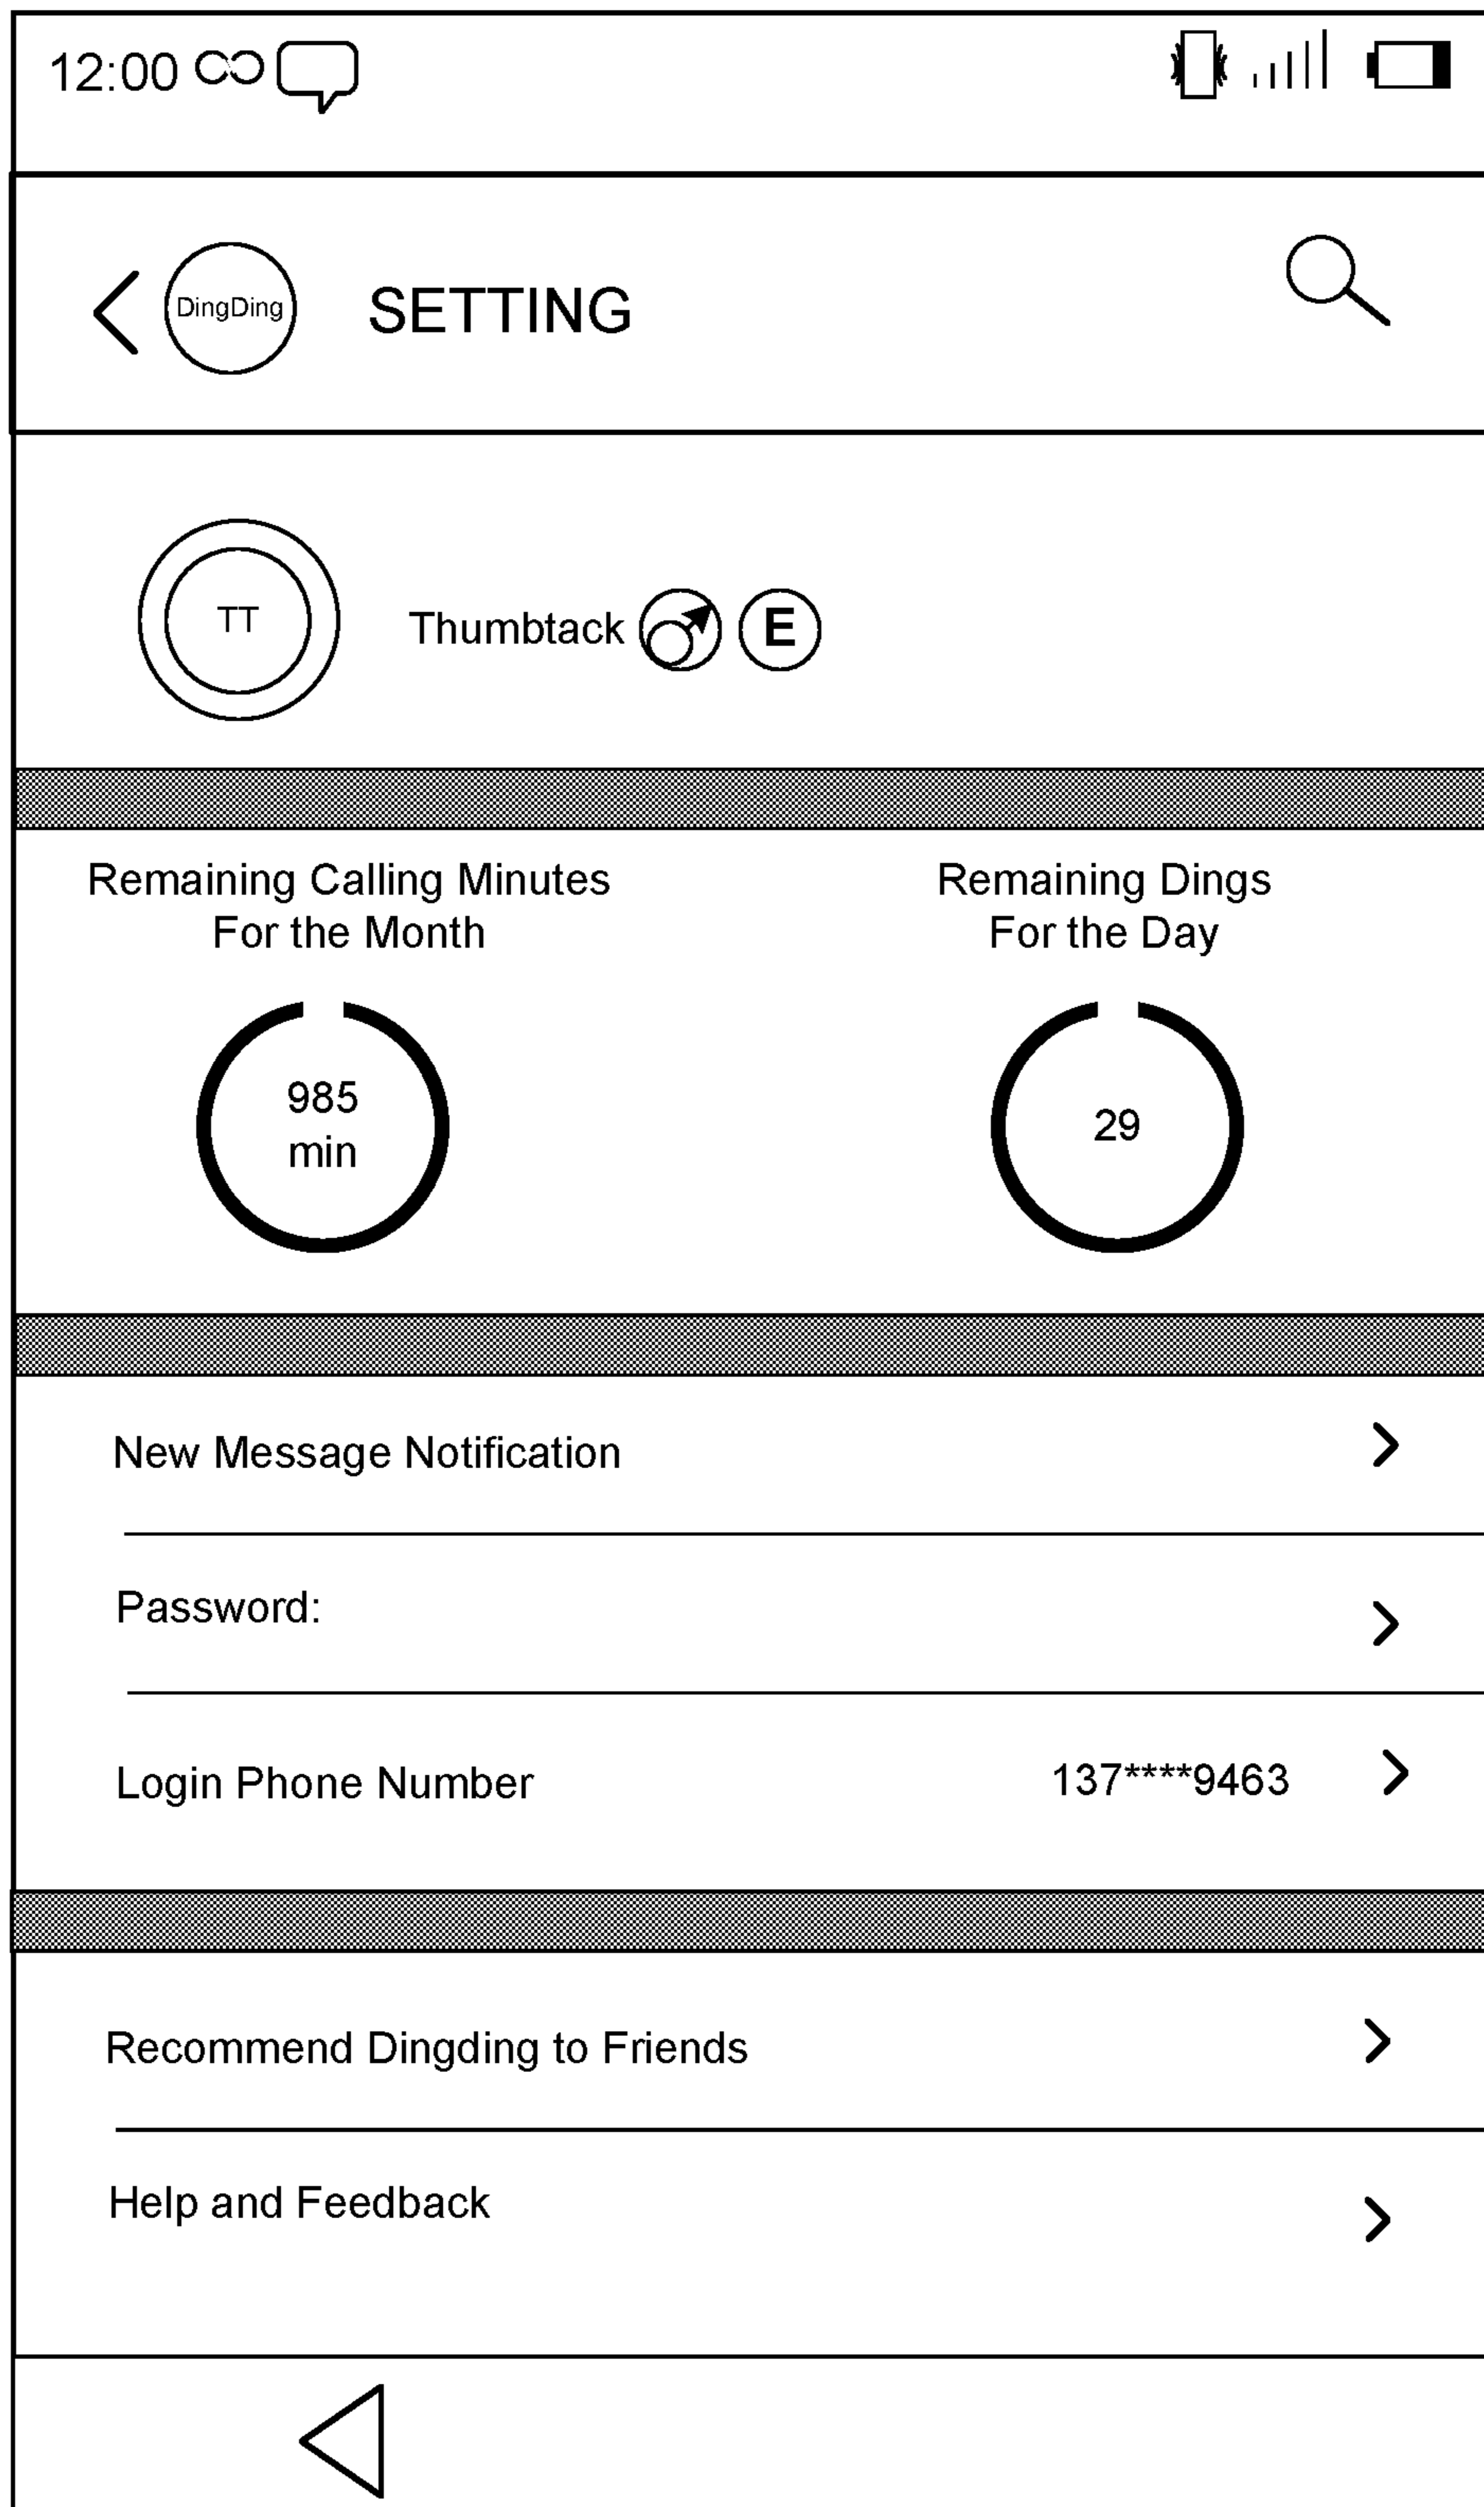 12:00
DingDing SETTING
TT Thumbtack E
Remaining Calling Minutes
For the Month
Remaining Dings
For the Day
985
min
29
New Message Notification
Password:
Login Phone Number 137****9463
Recommend Dingding to Friends
Help and Feedback